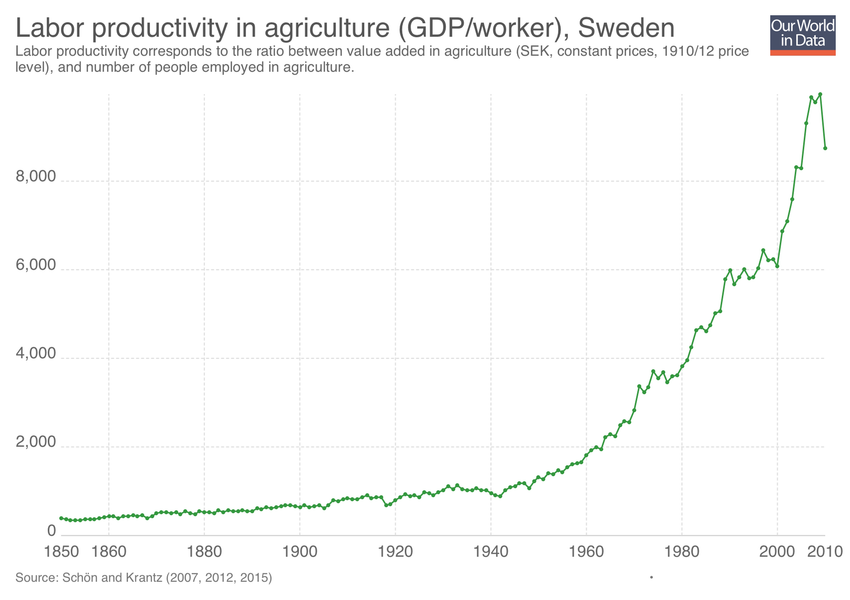 Labor productivity in agriculture (GDP/worker), Sweden
Our World
in Data
Labor productivity corresponds to the ratio between value added in agriculture (SEK, constant prices, 1910/12 price
level), and number of people employed in agriculture.
8,000
6,000
4,000
2,000
0
1850 1860 1880 1900 1920 1940 1960 1980 2000 2010
Source: Schön and Krantz (2007, 2012, 2015)